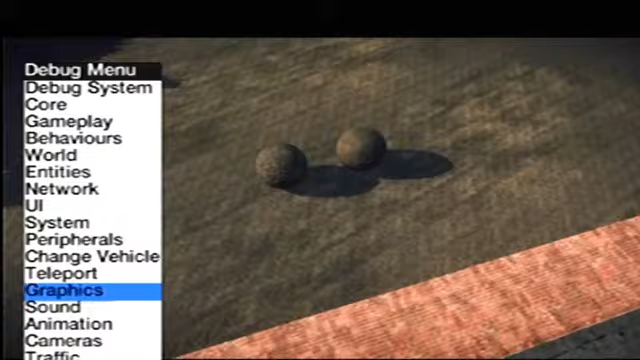 Debug Menu
Debug System
Core
Gameplay
Behaviours
World
Entities
Network
UI
System
Peripherals
Change Vehicle
Teleport
Graphics
Sound
Animation
Cameras
Traffic